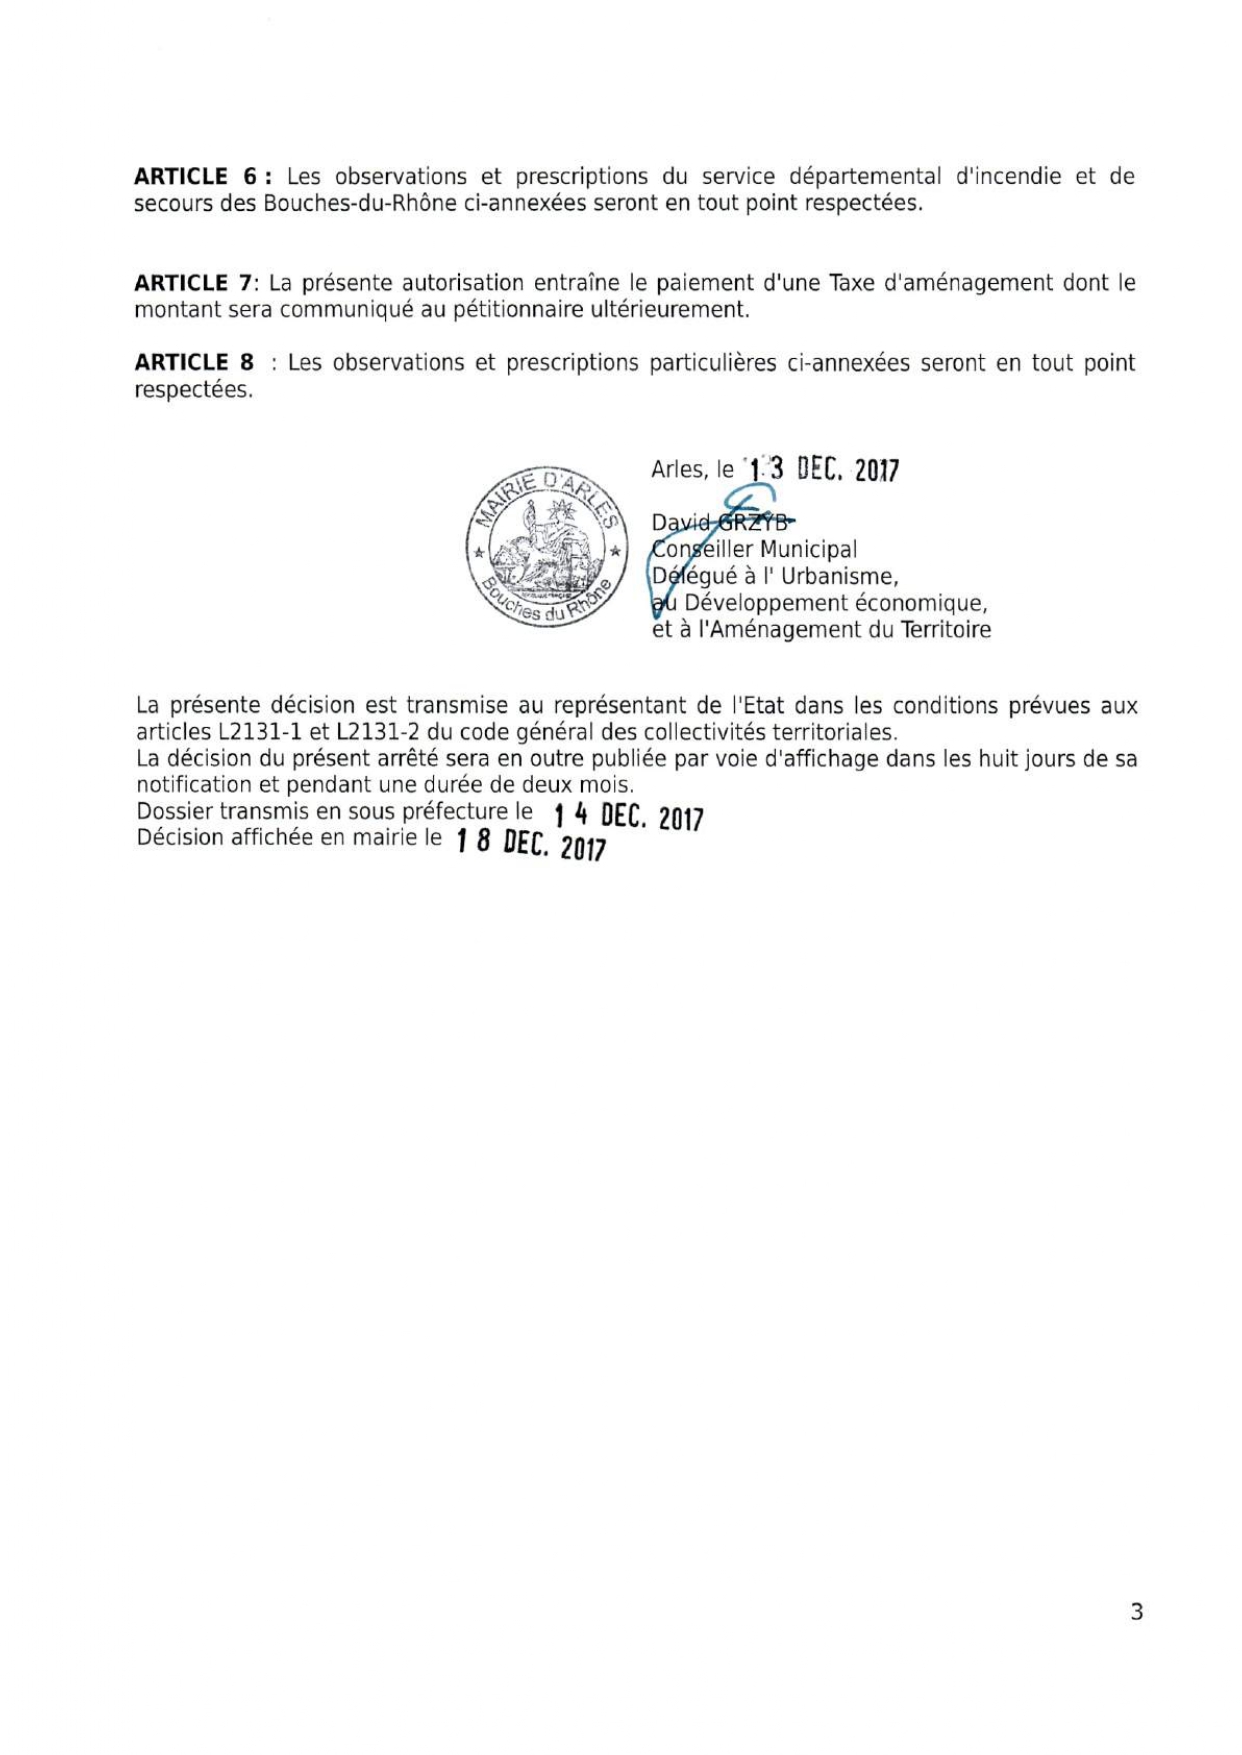 ARTICLE 6 : Les observations et prescriptions du service départemental d'incendie et de
secours des Bouches-du-Rhône ci-annexées seront en tout point respectées.
ARTICLE 7: La présente autorisation entraîne le paiement d'une Taxe d'aménagement dont le
montant sera communiqué au pétitionnaire ultérieurement.
ARTICLE 8 : Les observations et prescriptions particulières ci-annexées seront en tout point
respectées.
Arles, le 13 DEC. 2017
MAIRIE D'ARLES
Bouches du Rhône
David GRZYB
Conseiller Municipal
Délégué à l' Urbanisme,
au Développement économique,
et à l'Aménagement du Territoire
La présente décision est transmise au représentant de l'Etat dans les conditions prévues aux
articles L2131-1 et L2131-2 du code général des collectivités territoriales.
La décision du présent arrêté sera en outre publiée par voie d'affichage dans les huit jours de sa
notification et pendant une durée de deux mois.
Dossier transmis en sous préfecture le 14 DEC. 2017
Décision affichée en mairie le 18 DEC. 2017
3